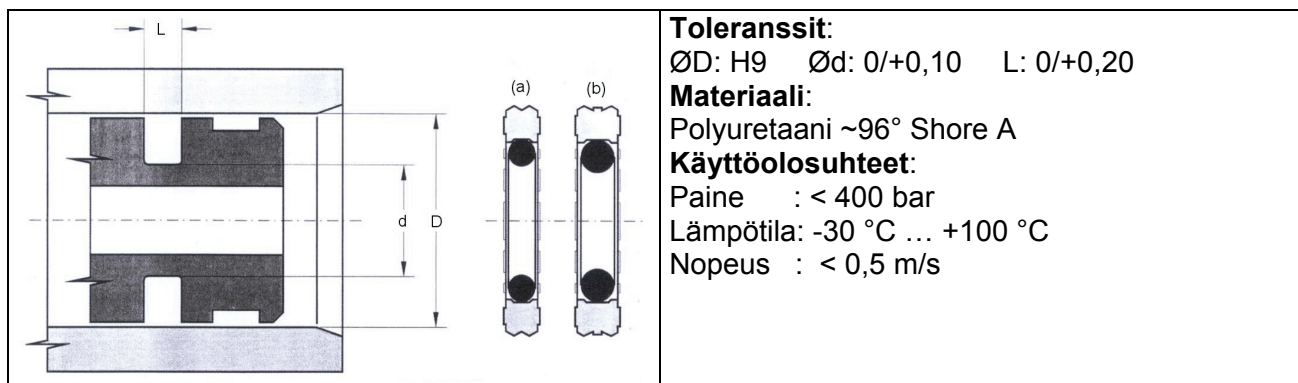 L
(a) (b)
d D
Toleranssit:
ØD: H9 Ød: 0/+0,10 L: 0/+0,20
Materiaali:
Polyuretaani ~96° Shore A
Käyttöolosuhteet:
Paine : < 400 bar
Lämpötila: -30 °C … +100 °C
Nopeus : < 0,5 m/s